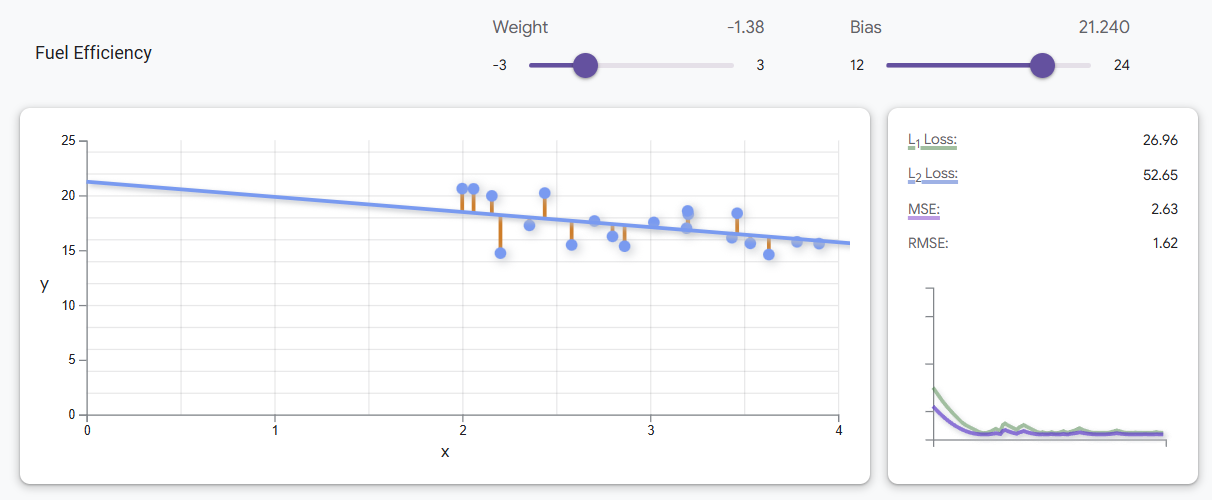 Weight -1.38 Bias 21.240
Fuel Efficiency
-3 3 12 24
25
20
15
10
5
0
y
0 1 2 3 4
x
L1 Loss: 26.96
L2 Loss: 52.65
MSE: 2.63
RMSE: 1.62